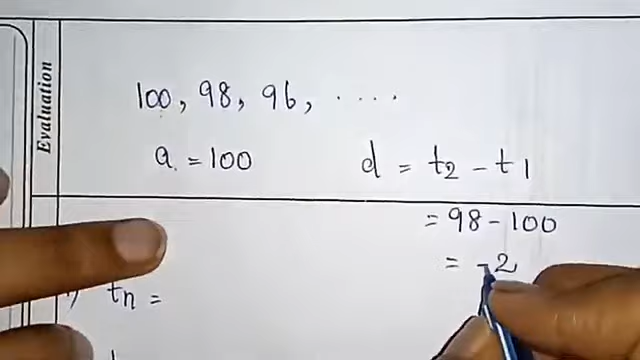 Evaluation
100, 98, 96, ....
a = 100
d = t2 - t1
= 98 - 100
= -2
) tn =